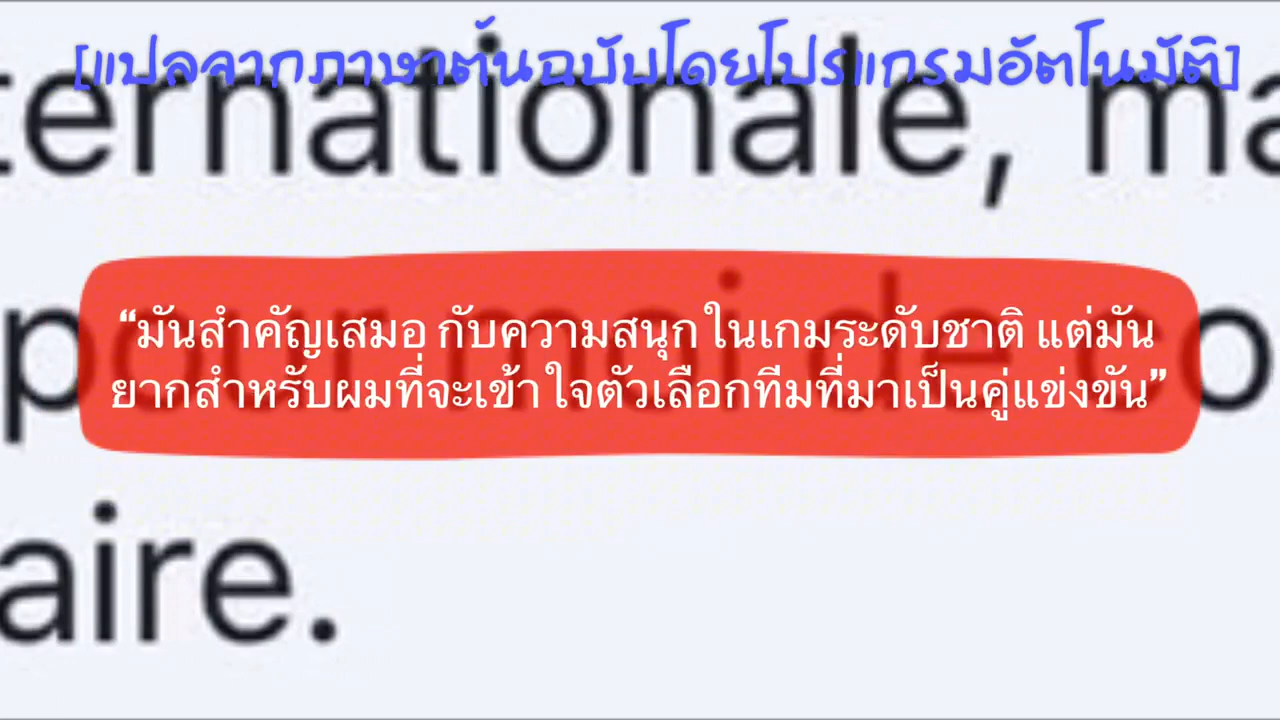 [แปลจากภาษาต้นฉบับโดยโปรแกรมอัตโนมัติ]
ternationale, ma
“มันสำคัญเสมอ กับความสนุก ในเกมระดับชาติ แต่มัน
pour moi de co
ยากสำหรับผมที่จะเข้าใจตัวเลือกทีมที่มาเป็นคู่แข่งขัน”
aire.